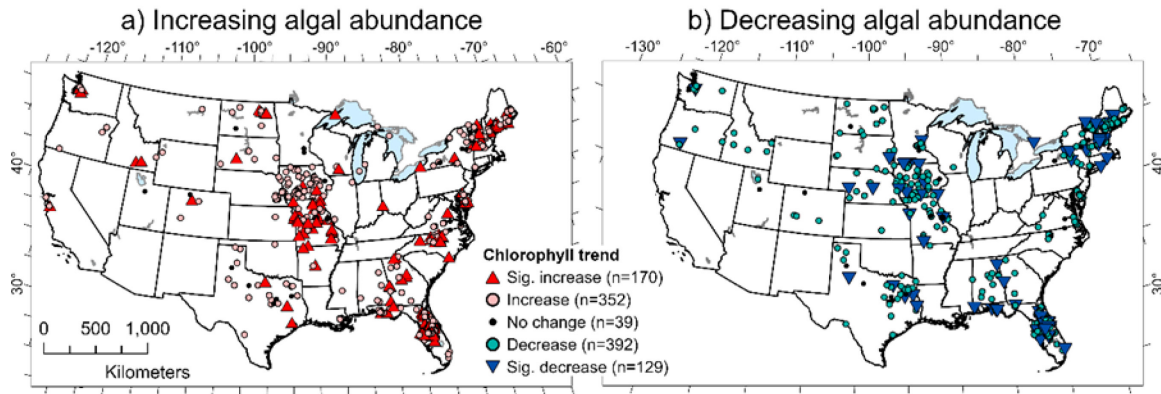 a) Increasing algal abundance
b) Decreasing algal abundance
-120° -110° -100° -90° -80° -70° -60°
-130° -120° -110° -100° -90° -80° -70°
40°
30°
40°
30°
Chlorophyll trend
Sig. increase (n=170)
Increase (n=352)
No change (n=39)
Decrease (n=392)
Sig. decrease (n=129)
0 500 1,000
Kilometers